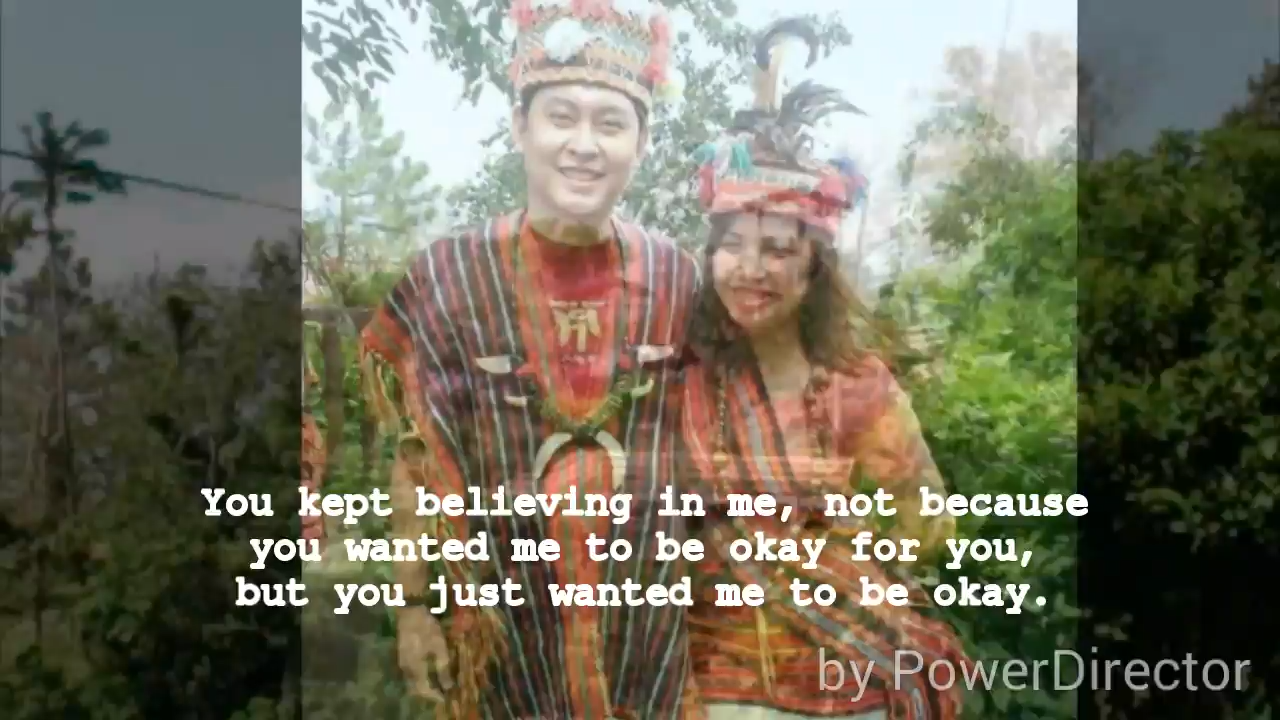 You kept believing in me, not because
you wanted me to be okay for you,
but you just wanted me to be okay.
by PowerDirector